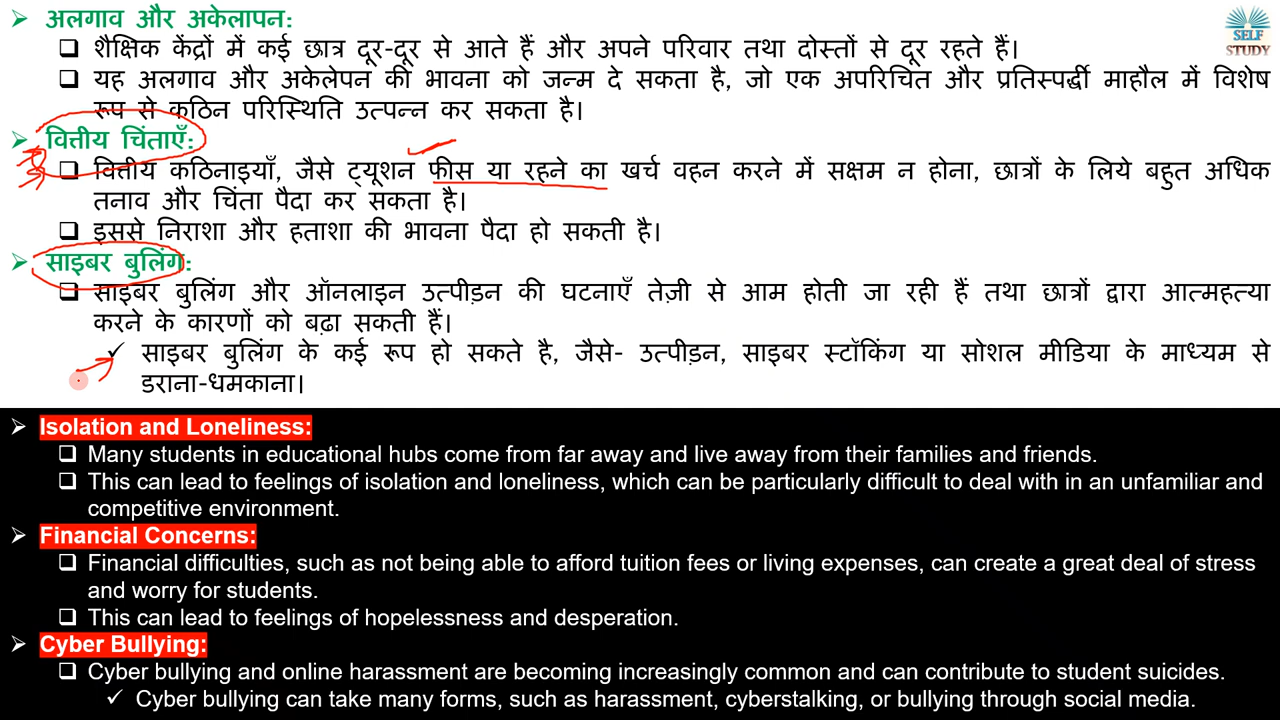 ➢ अलगाव और अकेलापन:
❑ शैक्षिक केंद्रों में कई छात्र दूर-दूर से आते हैं और अपने परिवार तथा दोस्तों से दूर रहते हैं।
❑ यह अलगाव और अकेलेपन की भावना को जन्म दे सकता है, जो एक अपरिचित और प्रतिस्पर्द्धी माहौल में विशेष
रूप से कठिन परिस्थिति उत्पन्न कर सकता है।
➢ वित्तीय चिंताएँ:
❑ वित्तीय कठिनाइयाँ, जैसे ट्यूशन फीस या रहने का खर्च वहन करने में सक्षम न होना, छात्रों के लिये बहुत अधिक
तनाव और चिंता पैदा कर सकता है।
❑ इससे निराशा और हताशा की भावना पैदा हो सकती है।
➢ साइबर बुलिंग:
❑ साइबर बुलिंग और ऑनलाइन उत्पीड़न की घटनाएँ तेज़ी से आम होती जा रही हैं तथा छात्रों द्वारा आत्महत्या
करने के कारणों को बढ़ा सकती हैं।
✓ साइबर बुलिंग के कई रूप हो सकते है, जैसे- उत्पीड़न, साइबर स्टॉकिंग या सोशल मीडिया के माध्यम से
डराना-धमकाना।
SELF
STUDY
➢ Isolation and Loneliness:
❑ Many students in educational hubs come from far away and live away from their families and friends.
❑ This can lead to feelings of isolation and loneliness, which can be particularly difficult to deal with in an unfamiliar and
competitive environment.
➢ Financial Concerns:
❑ Financial difficulties, such as not being able to afford tuition fees or living expenses, can create a great deal of stress
and worry for students.
❑ This can lead to feelings of hopelessness and desperation.
➢ Cyber Bullying:
❑ Cyber bullying and online harassment are becoming increasingly common and can contribute to student suicides.
✓ Cyber bullying can take many forms, such as harassment, cyberstalking, or bullying through social media.